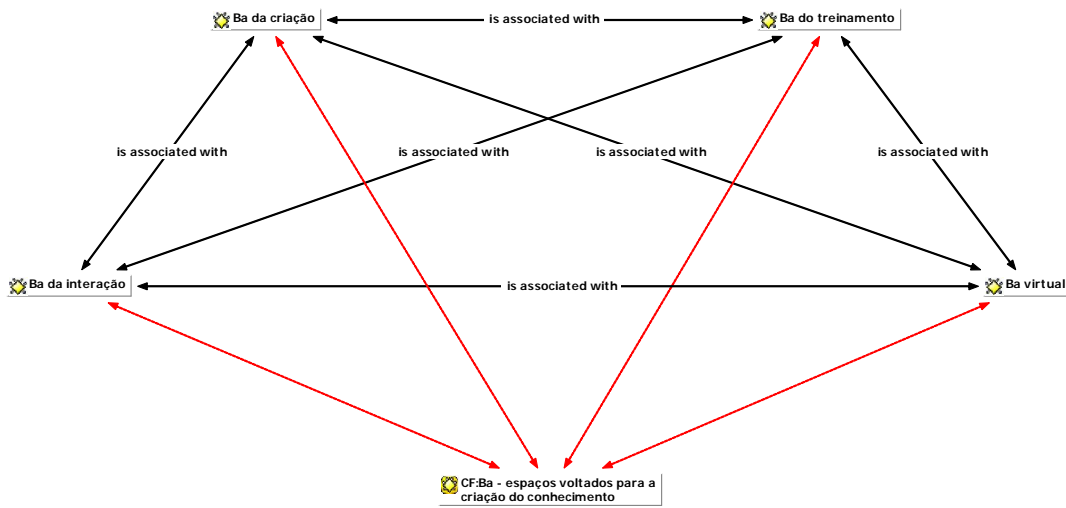 Ba da criação
is associated with
Ba do treinamento
is associated with
is associated with
is associated with
is associated with
Ba da interação
is associated with
Ba virtual
CF:Ba - espaços voltados para a
criação do conhecimento